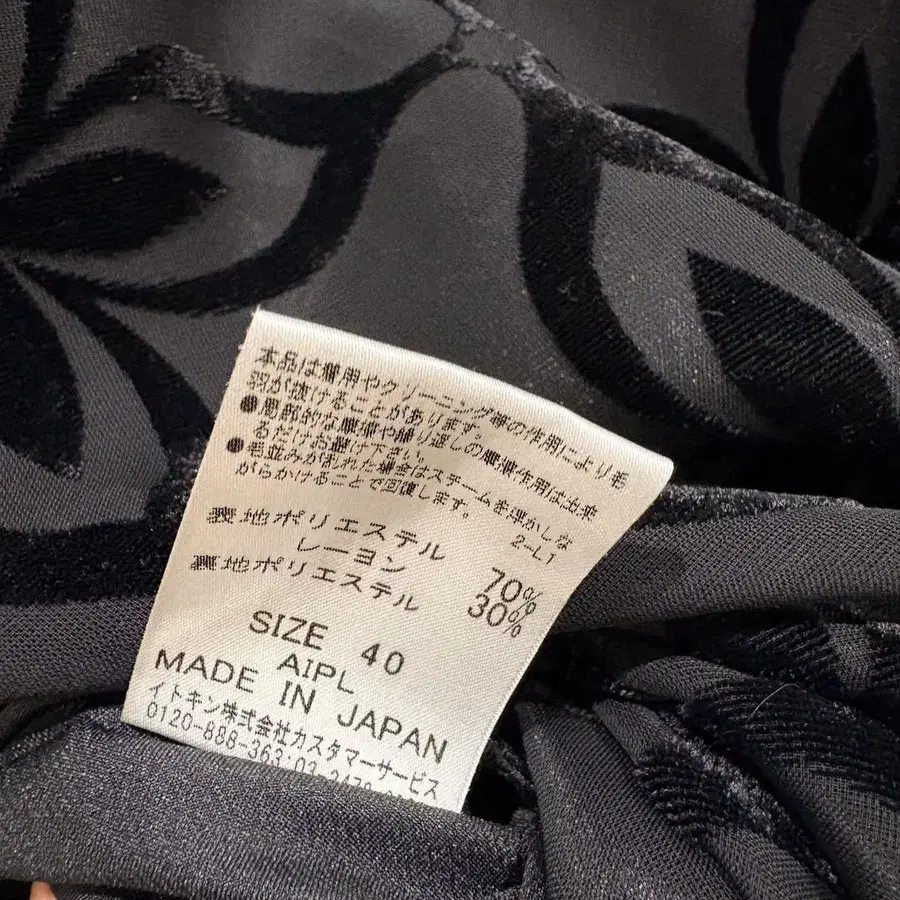 本品は着用やクリーニング等の作用により毛
羽が抜けることがあります。
●局部的な摩擦や繰り返しの摩擦作用は出来
るだけお避け下さい。
●毛並みが乱れた場合はスチームを浮かしな
がらかけることで回復します。
2-L1
表地ポリエステル 70%
レーヨン 30%
裏地ポリエステル
SIZE 40
AIPL
MADE IN JAPAN
イトキン株式会社カスタマーサービス
0120-888-363:03